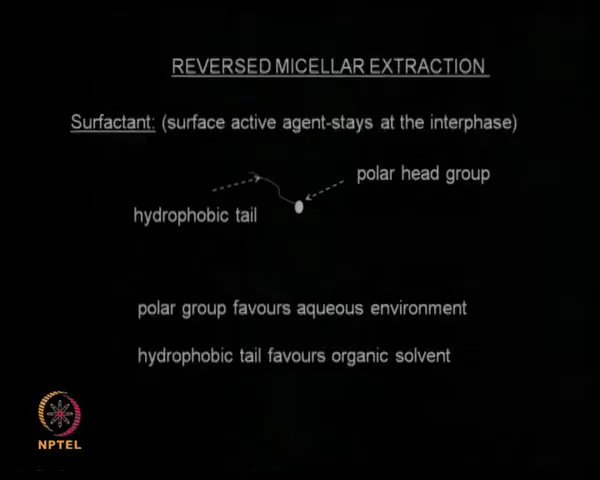 REVERSED MICELLAR EXTRACTION
Surfactant: (surface active agent-stays at the interphase)
polar head group
hydrophobic tail
polar group favours aqueous environment
hydrophobic tail favours organic solvent
NPTEL